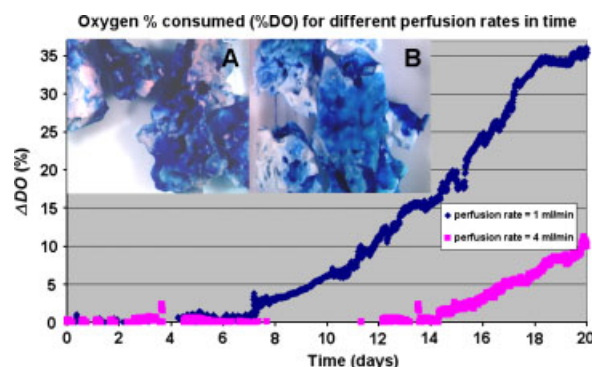 Oxygen % consumed (%DO) for different perfusion rates in time
A B
35
30
25
20
15
10
5
0
ΔDO (%)
perfusion rate = 1 ml/min
perfusion rate = 4 ml/min
0 2 4 6 8 10 12 14 16 18 20
Time (days)